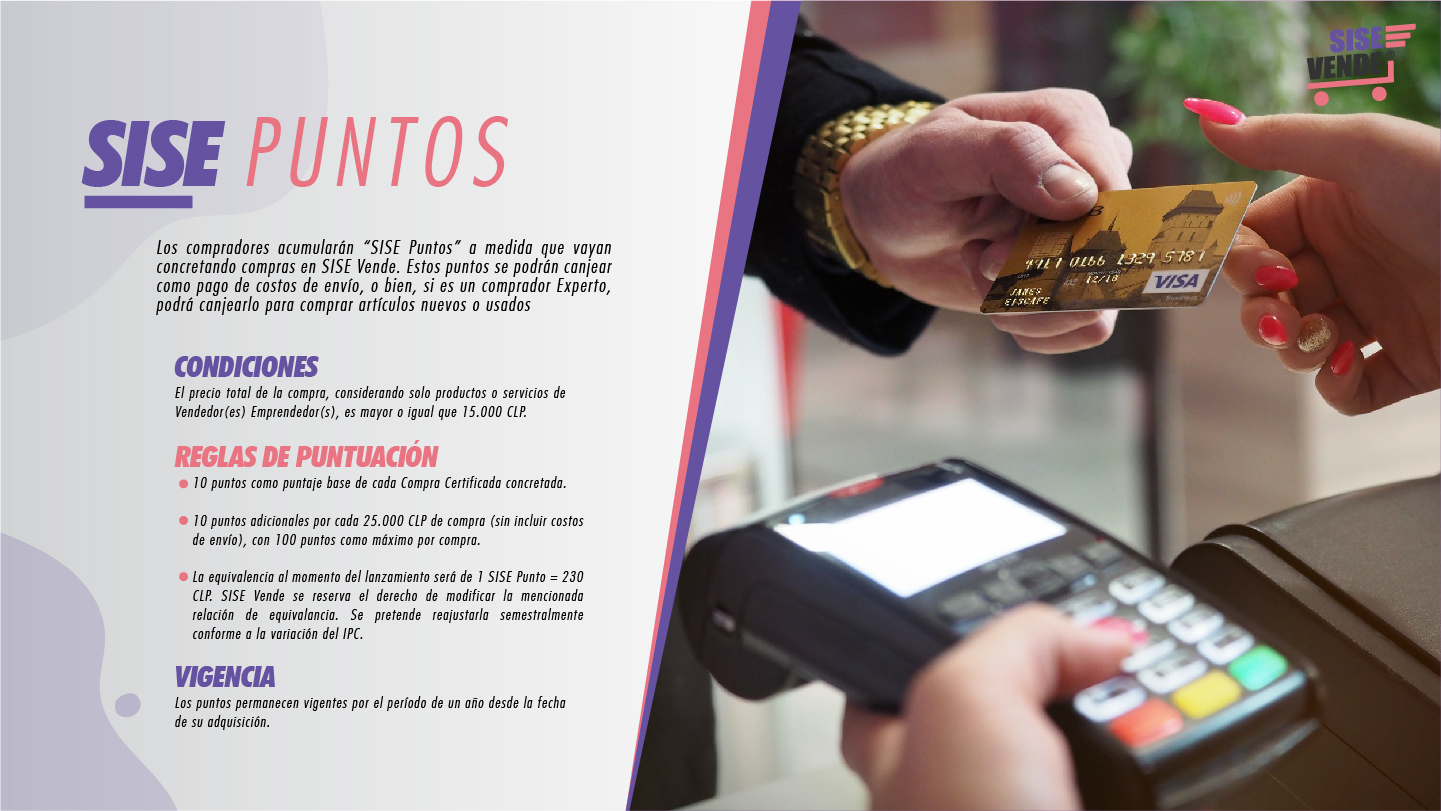 SISE PUNTOS
Los compradores acumularán “SISE Puntos” a medida que vayan
concretando compras en SISE Vende. Estos puntos se podrán canjear
como pago de costos de envío, o bien, si es un comprador Experto,
podrá canjearlo para comprar artículos nuevos o usados
CONDICIONES
El precio total de la compra, considerando solo productos o servicios de
Vendedor(es) Emprendedor(s), es mayor o igual que 15.000 CLP.
REGLAS DE PUNTUACIÓN
10 puntos como puntaje base de cada Compra Certificada concretada.
10 puntos adicionales por cada 25.000 CLP de compra (sin incluir costos
de envío), con 100 puntos como máximo por compra.
La equivalencia al momento del lanzamiento será de 1 SISE Punto = 230
CLP. SISE Vende se reserva el derecho de modificar la mencionada
relación de equivalancia. Se pretende reajustarla semestralmente
conforme a la variación del IPC.
VIGENCIA
Los puntos permanecen vigentes por el período de un año desde la fecha
de su adquisición.
SISE
VENDE
12/18
VISA
Business